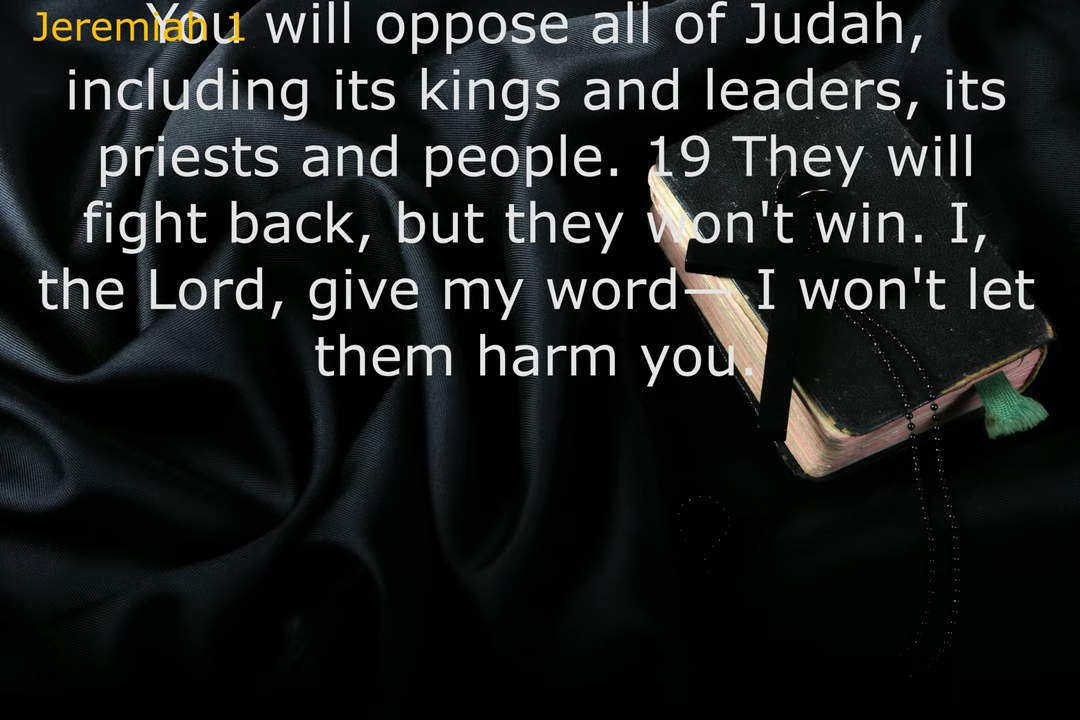 Jeremiah 1
You will oppose all of Judah,
including its kings and leaders, its
priests and people. 19 They will
fight back, but they won't win. I,
the Lord, give my word— I won't let
them harm you.